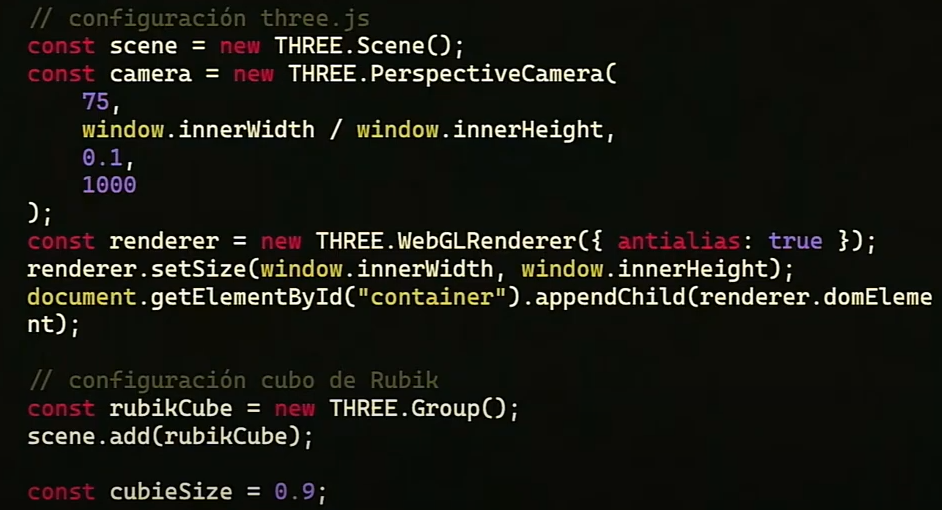 // configuración three.js
const scene = new THREE.Scene();
const camera = new THREE.PerspectiveCamera(
    75,
    window.innerWidth / window.innerHeight,
    0.1,
    1000
);
const renderer = new THREE.WebGLRenderer({ antialias: true });
renderer.setSize(window.innerWidth, window.innerHeight);
document.getElementById("container").appendChild(renderer.domEleme
nt);

// configuración cubo de Rubik
const rubikCube = new THREE.Group();
scene.add(rubikCube);

const cubieSize = 0.9;